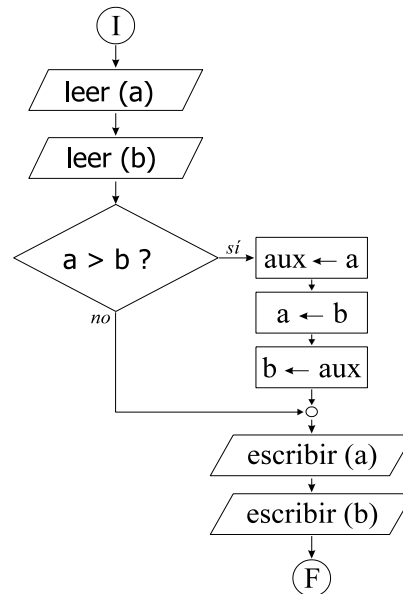 I
leer (a)
leer (b)
a > b ?
sí
no
aux ← a
a ← b
b ← aux
escribir (a)
escribir (b)
F